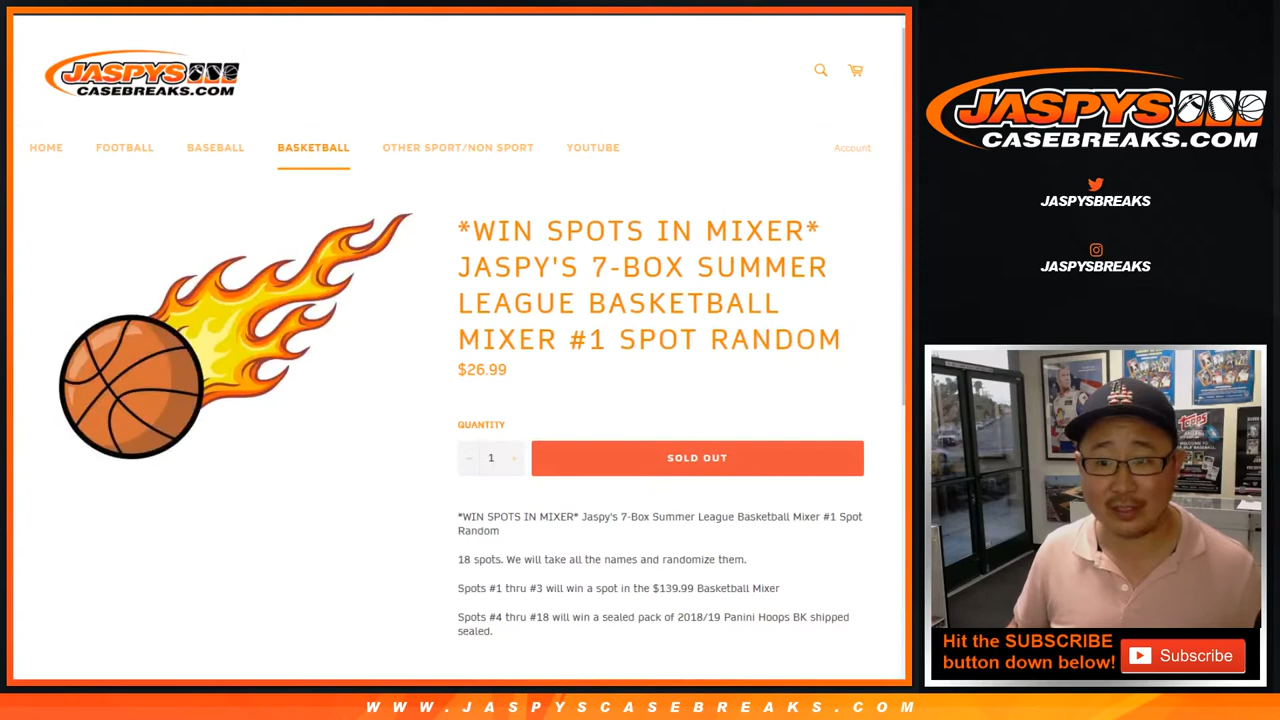 JASPYS
CASEBREAKS.COM
HOME
FOOTBALL
BASEBALL
BASKETBALL
OTHER SPORT/NON SPORT
YOUTUBE
Account
*WIN SPOTS IN MIXER*
JASPY'S 7-BOX SUMMER
LEAGUE BASKETBALL
MIXER #1 SPOT RANDOM
$26.99
QUANTITY
− 1 +
SOLD OUT
*WIN SPOTS IN MIXER* Jaspy's 7-Box Summer League Basketball Mixer #1 Spot
Random
18 spots. We will take all the names and randomize them.
Spots #1 thru #3 will win a spot in the $139.99 Basketball Mixer
Spots #4 thru #18 will win a sealed pack of 2018/19 Panini Hoops BK shipped
sealed.
JASPYS
CASEBREAKS.COM
JASPYSBREAKS
JASPYSBREAKS
Topps
Hit the SUBSCRIBE
button down below!
Subscribe
WWW.JASPYSCASEBREAKS.COM